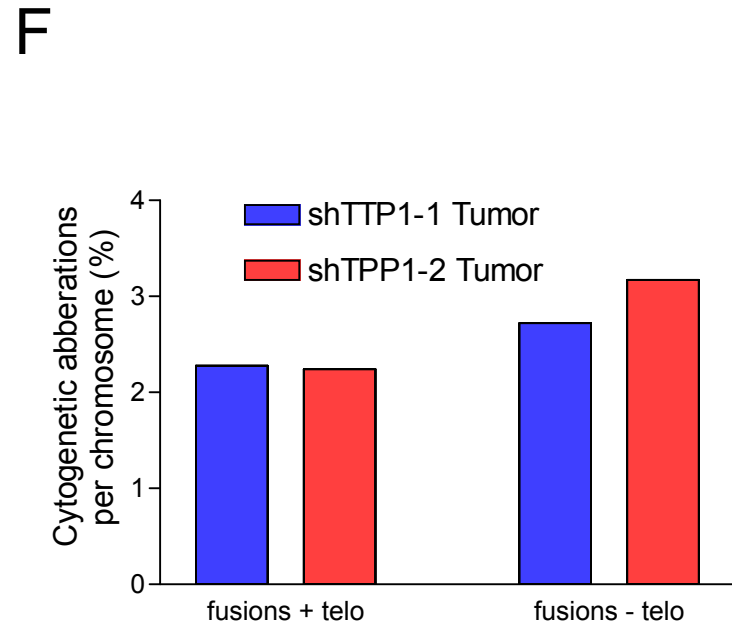 F
Cytogenetic abberations
per chromosome (%)
4
3
2
1
0
shTTP1-1 Tumor
shTPP1-2 Tumor
fusions + telo
fusions - telo